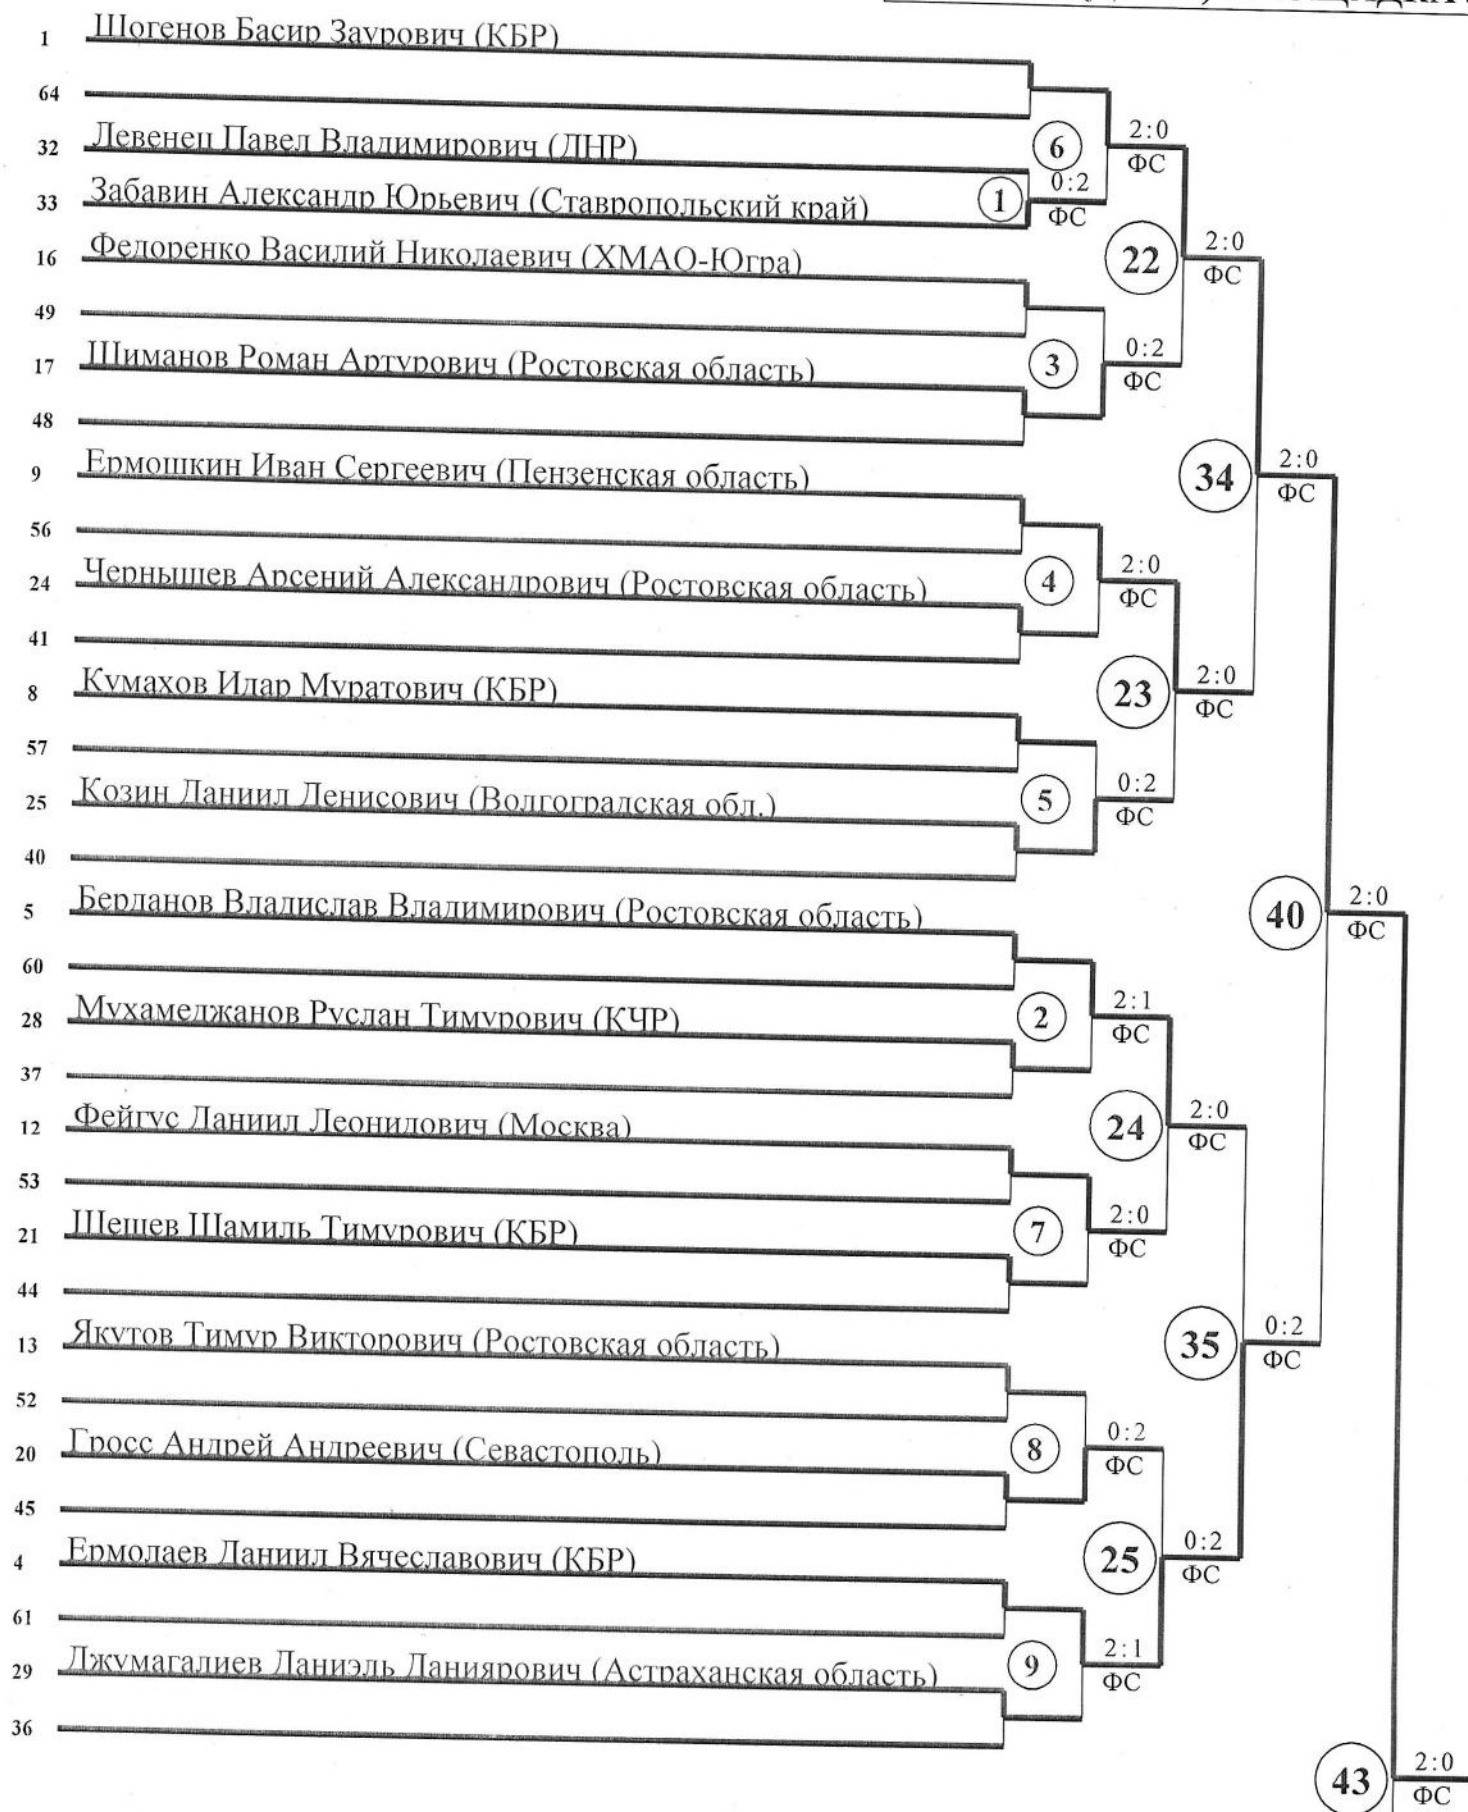 1 Шогенов Басир Заурович (КБР)
64
32 Левенец Павел Владимирович (ДНР)
6 2:0 ФС
33 Забавин Александр Юрьевич (Ставропольский край)
1 0:2 ФС
16 Федоренко Василий Николаевич (ХМАО-Югра)
22 2:0 ФС
49
17 Шиманов Роман Артурович (Ростовская область)
3 0:2 ФС
48
9 Ермошкин Иван Сергеевич (Пензенская область)
34 2:0 ФС
56
24 Чернышев Арсений Александрович (Ростовская область)
4 2:0 ФС
41
8 Кумахов Идар Муратович (КБР)
23 2:0 ФС
57
25 Козин Даниил Денисович (Волгоградская обл.)
5 0:2 ФС
40
5 Берданов Владислав Владимирович (Ростовская область)
40 2:0 ФС
60
28 Мухамеджанов Руслан Тимурович (КЧР)
2 2:1 ФС
37
12 Фейгус Даниил Леонидович (Москва)
24 2:0 ФС
53
21 Шешев Шамиль Тимурович (КБР)
7 2:0 ФС
44
13 Якутов Тимур Викторович (Ростовская область)
35 0:2 ФС
52
20 Гросс Андрей Андреевич (Севастополь)
8 0:2 ФС
45
4 Ермолаев Даниил Вячеславович (КБР)
25 0:2 ФС
61
29 Джумагалиев Даниэль Даниярович (Астраханская область)
9 2:1 ФС
36
43 2:0 ФС